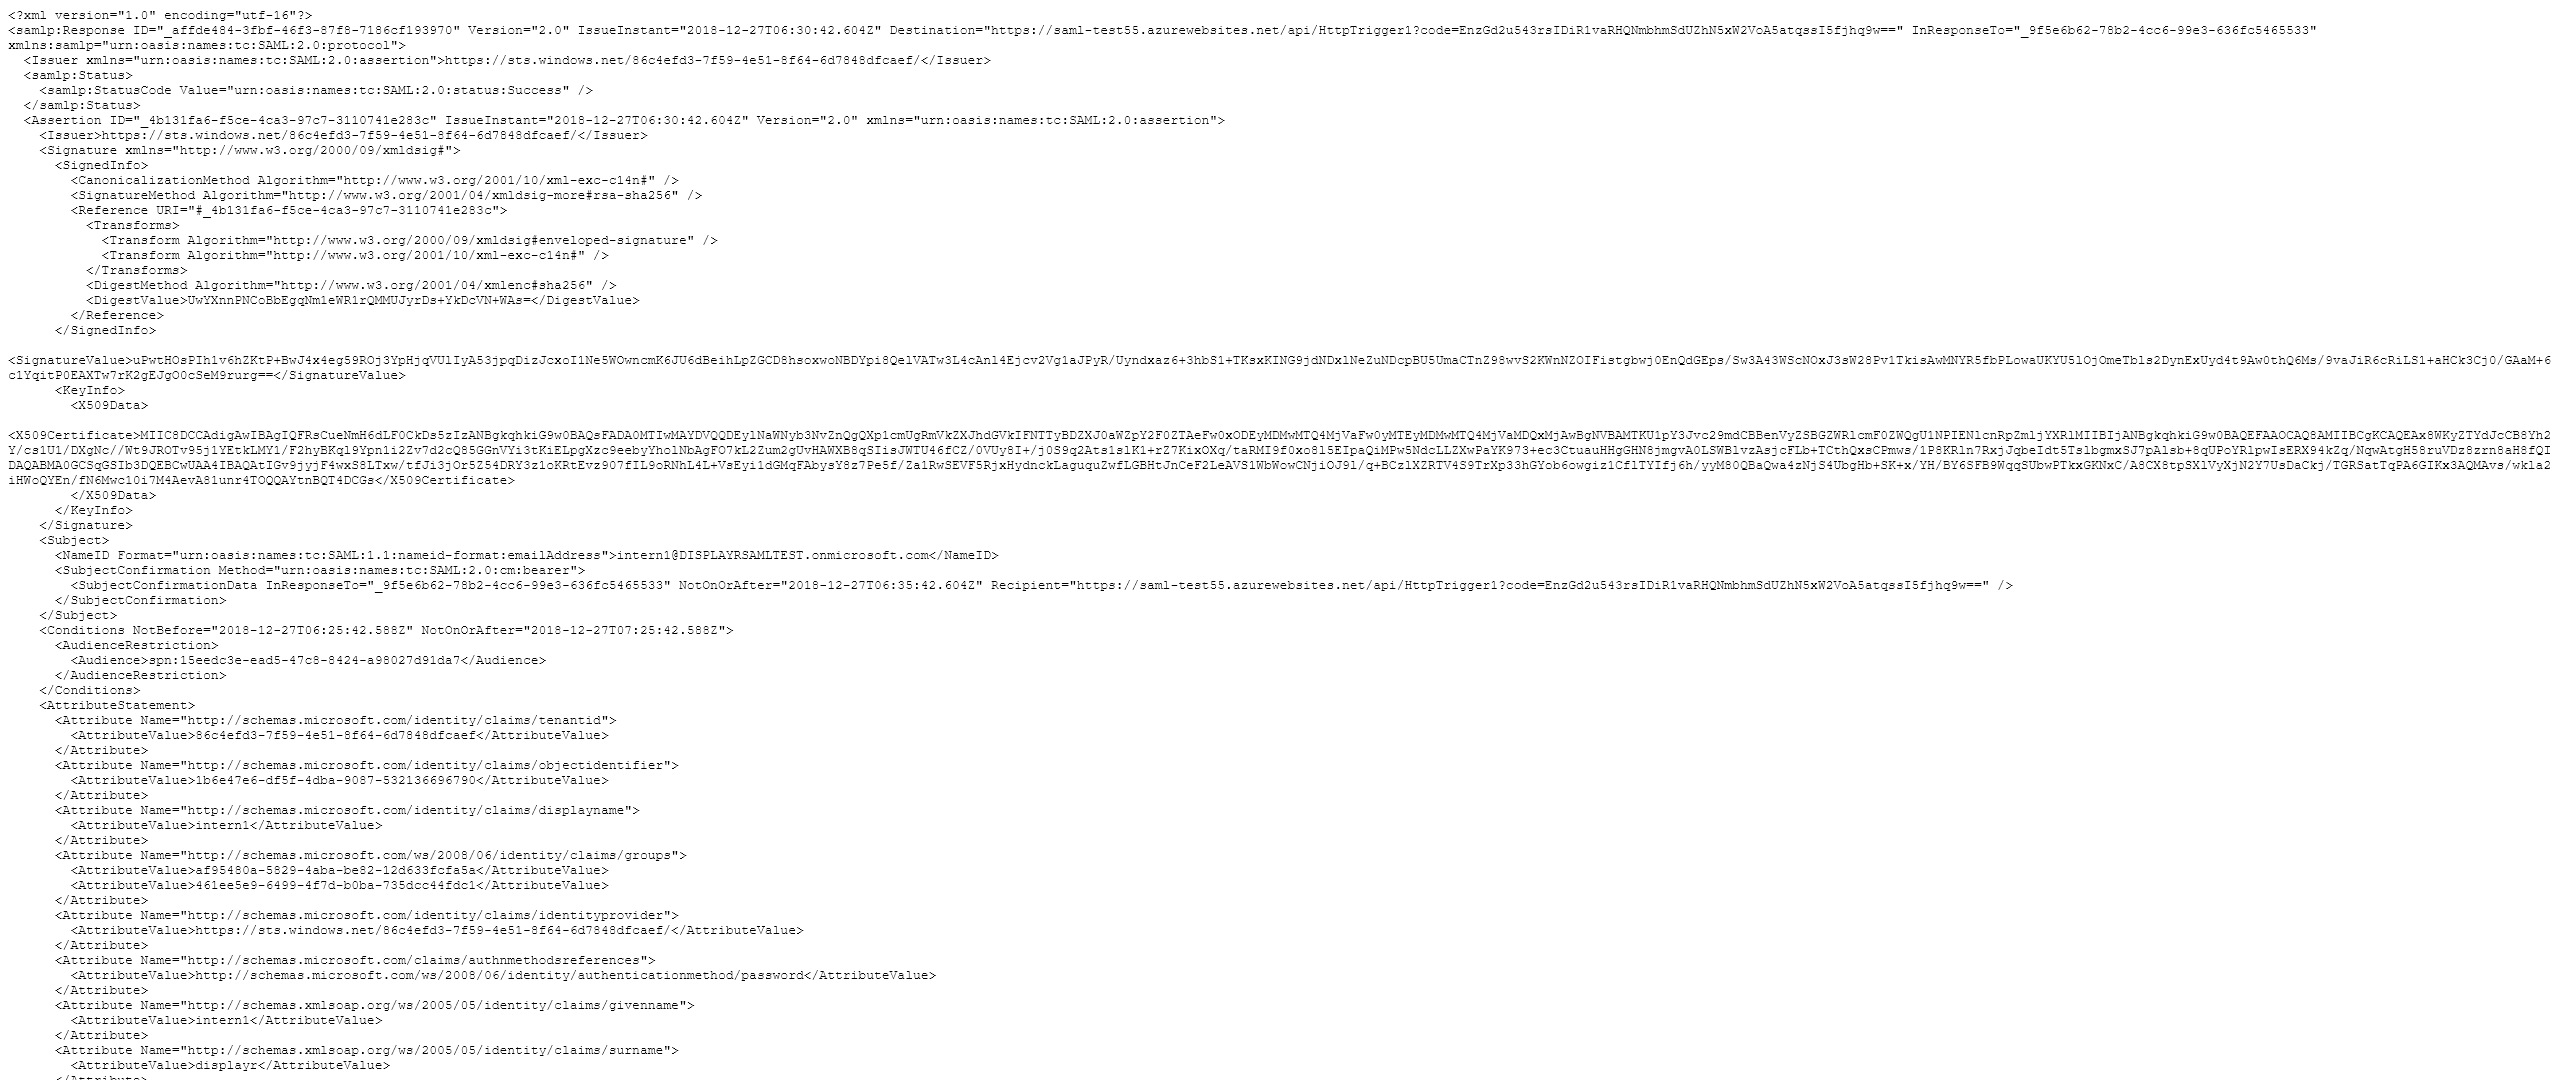 <?xml version="1.0" encoding="utf-16"?>
<samlp:Response ID="_affde484-3fbf-46f3-87f8-7186cf193970" Version="2.0" IssueInstant="2018-12-27T06:30:42.604Z" Destination="https://saml-test55.azurewebsites.net/api/HttpTrigger1?code=EnzGd2u543rsIDiR1vaRHQNmbhmSdUZhN5xW2VoA5atqssI5fjhq9w==" InResponseTo="_9f5e6b62-78b2-4cc6-99e3-636fc5465533"
xmlns:samlp="urn:oasis:names:tc:SAML:2.0:protocol">
<Issuer xmlns="urn:oasis:names:tc:SAML:2.0:assertion">https://sts.windows.net/86c4efd3-7f59-4e51-8f64-6d7848dfcaef/</Issuer>
<samlp:Status>
<samlp:StatusCode Value="urn:oasis:names:tc:SAML:2.0:status:Success" />
</samlp:Status>
<Assertion ID="_4b131fa6-f5ce-4ca3-97c7-3110741e283c" IssueInstant="2018-12-27T06:30:42.604Z" Version="2.0" xmlns="urn:oasis:names:tc:SAML:2.0:assertion">
<Issuer>https://sts.windows.net/86c4efd3-7f59-4e51-8f64-6d7848dfcaef/</Issuer>
<Signature xmlns="http://www.w3.org/2000/09/xmldsig#">
<SignedInfo>
<CanonicalizationMethod Algorithm="http://www.w3.org/2001/10/xml-exc-c14n#" />
<SignatureMethod Algorithm="http://www.w3.org/2001/04/xmldsig-more#rsa-sha256" />
<Reference URI="#_4b131fa6-f5ce-4ca3-97c7-3110741e283c">
<Transforms>
<Transform Algorithm="http://www.w3.org/2000/09/xmldsig#enveloped-signature" />
<Transform Algorithm="http://www.w3.org/2001/10/xml-exc-c14n#" />
</Transforms>
<DigestMethod Algorithm="http://www.w3.org/2001/04/xmlenc#sha256" />
<DigestValue>UwYXnnPNCoBbEgqNm1eWR1rQMMUJyrDs+YkDcVN+WAs=</DigestValue>
</Reference>
</SignedInfo>
<SignatureValue>
</SignatureValue>
<KeyInfo>
<X509Data>
<X509Certificate>
</X509Certificate>
</X509Data>
</KeyInfo>
</Signature>
<Subject>
<NameID Format="urn:oasis:names:tc:SAML:1.1:nameid-format:emailAddress">intern1@DISPLAYRSAMLTEST.onmicrosoft.com</NameID>
<SubjectConfirmation Method="urn:oasis:names:tc:SAML:2.0:cm:bearer">
<SubjectConfirmationData InResponseTo="_9f5e6b62-78b2-4cc6-99e3-636fc5465533" NotOnOrAfter="2018-12-27T06:35:42.604Z" Recipient="https://saml-test55.azurewebsites.net/api/HttpTrigger1?code=EnzGd2u543rsIDiR1vaRHQNmbhmSdUZhN5xW2VoA5atqssI5fjhq9w==" />
</SubjectConfirmation>
</Subject>
<Conditions NotBefore="2018-12-27T06:25:42.588Z" NotOnOrAfter="2018-12-27T07:25:42.588Z">
<AudienceRestriction>
<Audience>spn:15eedc3e-ead5-47c8-8424-a98027d91da7</Audience>
</AudienceRestriction>
</Conditions>
<AttributeStatement>
<Attribute Name="http://schemas.microsoft.com/identity/claims/tenantid">
<AttributeValue>86c4efd3-7f59-4e51-8f64-6d7848dfcaef</AttributeValue>
</Attribute>
<Attribute Name="http://schemas.microsoft.com/identity/claims/objectidentifier">
<AttributeValue>1b6e47e6-df5f-4dba-9087-532136696790</AttributeValue>
</Attribute>
<Attribute Name="http://schemas.microsoft.com/identity/claims/displayname">
<AttributeValue>intern1</AttributeValue>
</Attribute>
<Attribute Name="http://schemas.microsoft.com/ws/2008/06/identity/claims/groups">
<AttributeValue>af95480a-5829-4aba-be82-12d633fcfa5a</AttributeValue>
<AttributeValue>461ee5e9-6499-4f7d-b0ba-735dcc44fdc1</AttributeValue>
</Attribute>
<Attribute Name="http://schemas.microsoft.com/identity/claims/identityprovider">
<AttributeValue>https://sts.windows.net/86c4efd3-7f59-4e51-8f64-6d7848dfcaef/</AttributeValue>
</Attribute>
<Attribute Name="http://schemas.microsoft.com/claims/authnmethodsreferences">
<AttributeValue>http://schemas.microsoft.com/ws/2008/06/identity/authenticationmethod/password</AttributeValue>
</Attribute>
<Attribute Name="http://schemas.xmlsoap.org/ws/2005/05/identity/claims/givenname">
<AttributeValue>intern1</AttributeValue>
</Attribute>
<Attribute Name="http://schemas.xmlsoap.org/ws/2005/05/identity/claims/surname">
<AttributeValue>displayr</AttributeValue>
</Attribute>